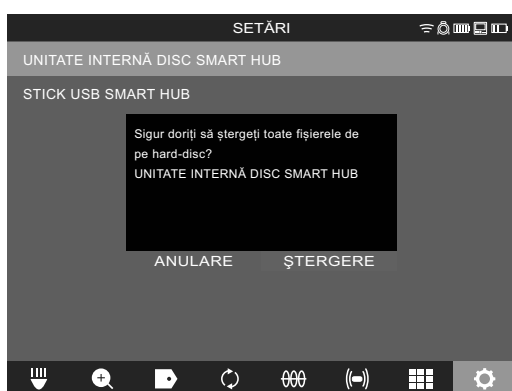 SETĂRI
UNITATE INTERNĂ DISC SMART HUB
STICK USB SMART HUB
Sigur doriți să ștergeți toate fișierele de
pe hard-disc?
UNITATE INTERNĂ DISC SMART HUB
ANULARE ŞTERGERE